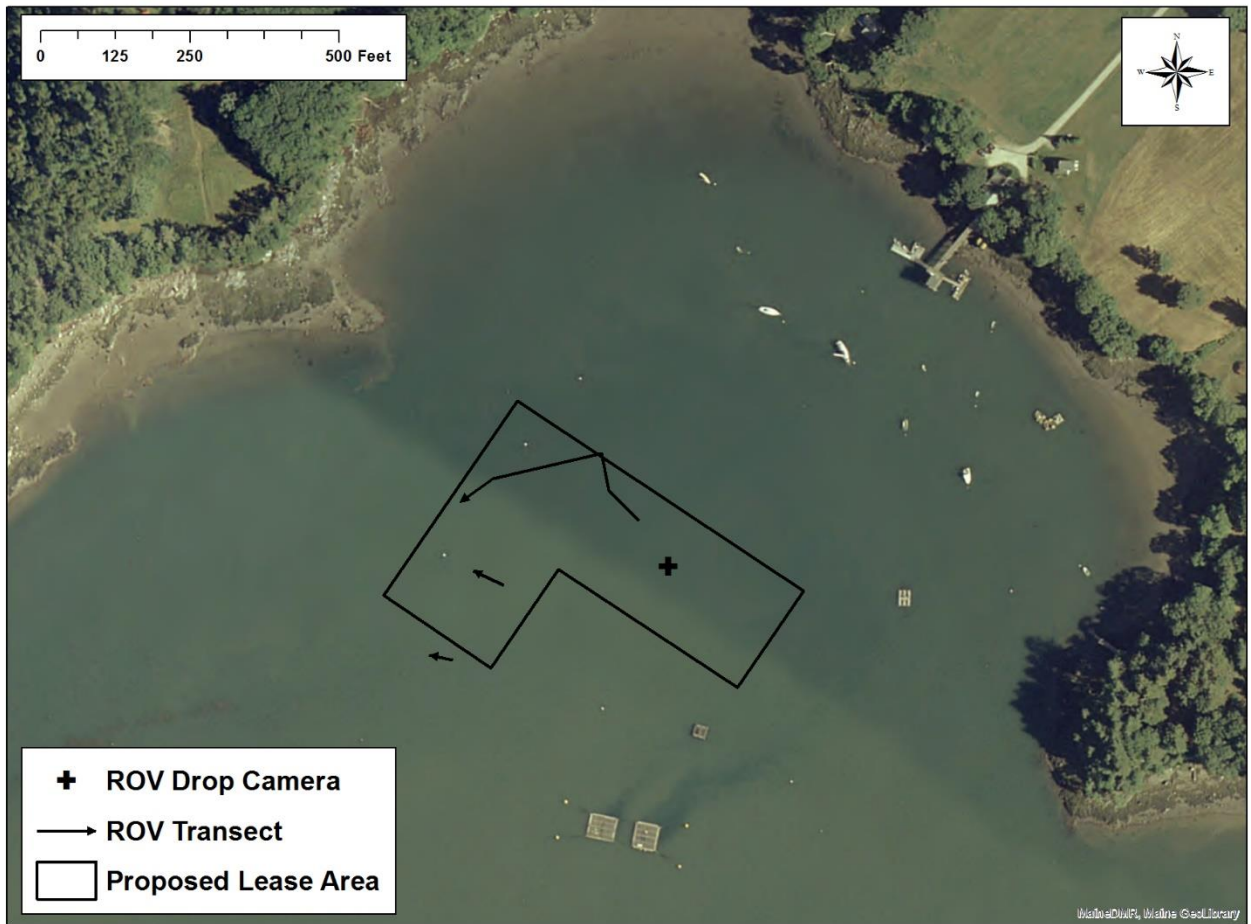 0 125 250 500 Feet
N
W E
S
ROV Drop Camera
ROV Transect
Proposed Lease Area
MaineDMR, Maine GeoLibrary